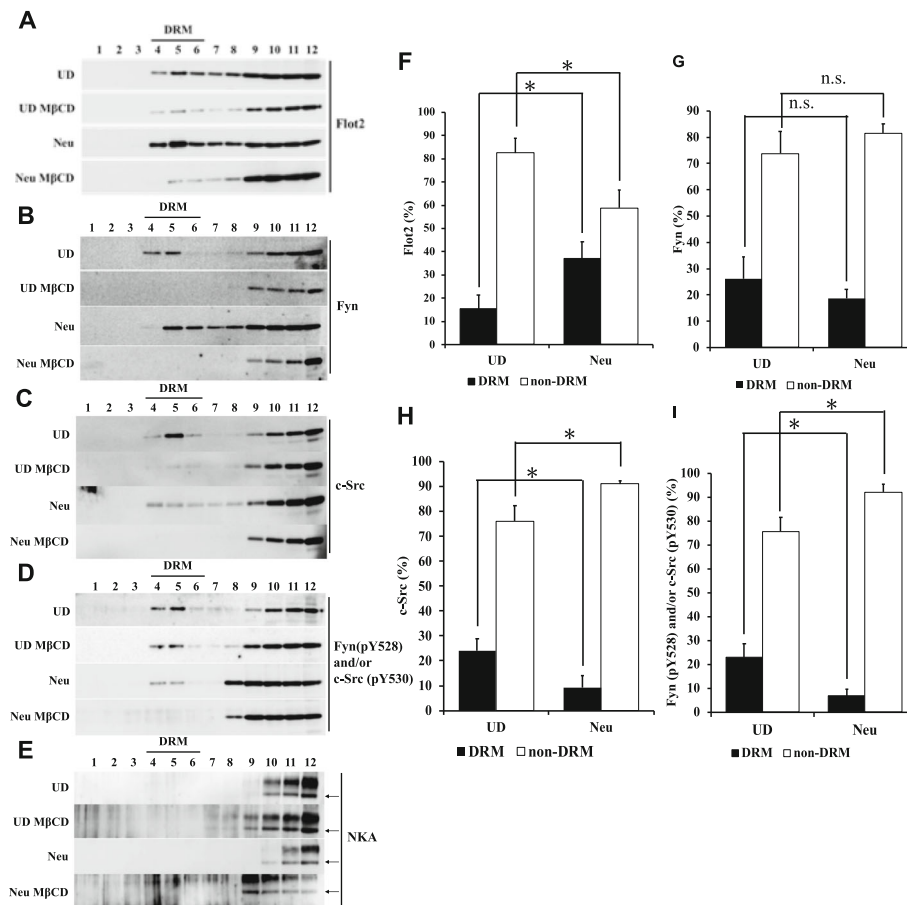 A
DRM
1 2 3 4 5 6 7 8 9 10 11 12
UD
UD MβCD
Neu
Neu MβCD
Flot2
B
DRM
1 2 3 4 5 6 7 8 9 10 11 12
UD
UD MβCD
Neu
Neu MβCD
Fyn
C
DRM
1 2 3 4 5 6 7 8 9 10 11 12
UD
UD MβCD
Neu
Neu MβCD
c-Src
D
DRM
1 2 3 4 5 6 7 8 9 10 11 12
UD
UD MβCD
Neu
Neu MβCD
Fyn(pY528)
and/or
c-Src (pY530)
E
DRM
1 2 3 4 5 6 7 8 9 10 11 12
UD
UD MβCD
Neu
Neu MβCD
NKA
F
*
*
Flot2 (%)
100
90
80
70
60
50
40
30
20
10
0
UD Neu
DRM non-DRM
G
n.s.
n.s.
Fyn (%)
100
90
80
70
60
50
40
30
20
10
0
UD Neu
DRM non-DRM
H
*
*
c-Src (%)
100
90
80
70
60
50
40
30
20
10
0
UD Neu
DRM non-DRM
I
*
*
Fyn (pY528) and/or c-Src (pY530) (%)
100
90
80
70
60
50
40
30
20
10
0
UD Neu
DRM non-DRM